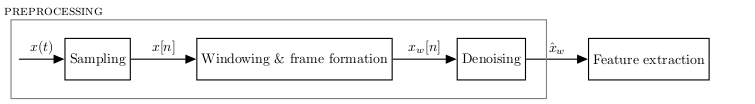 PREPROCESSING
x(t)
Sampling
x[n]
Windowing & frame formation
x_w[n]
Denoising
x̂_w
Feature extraction